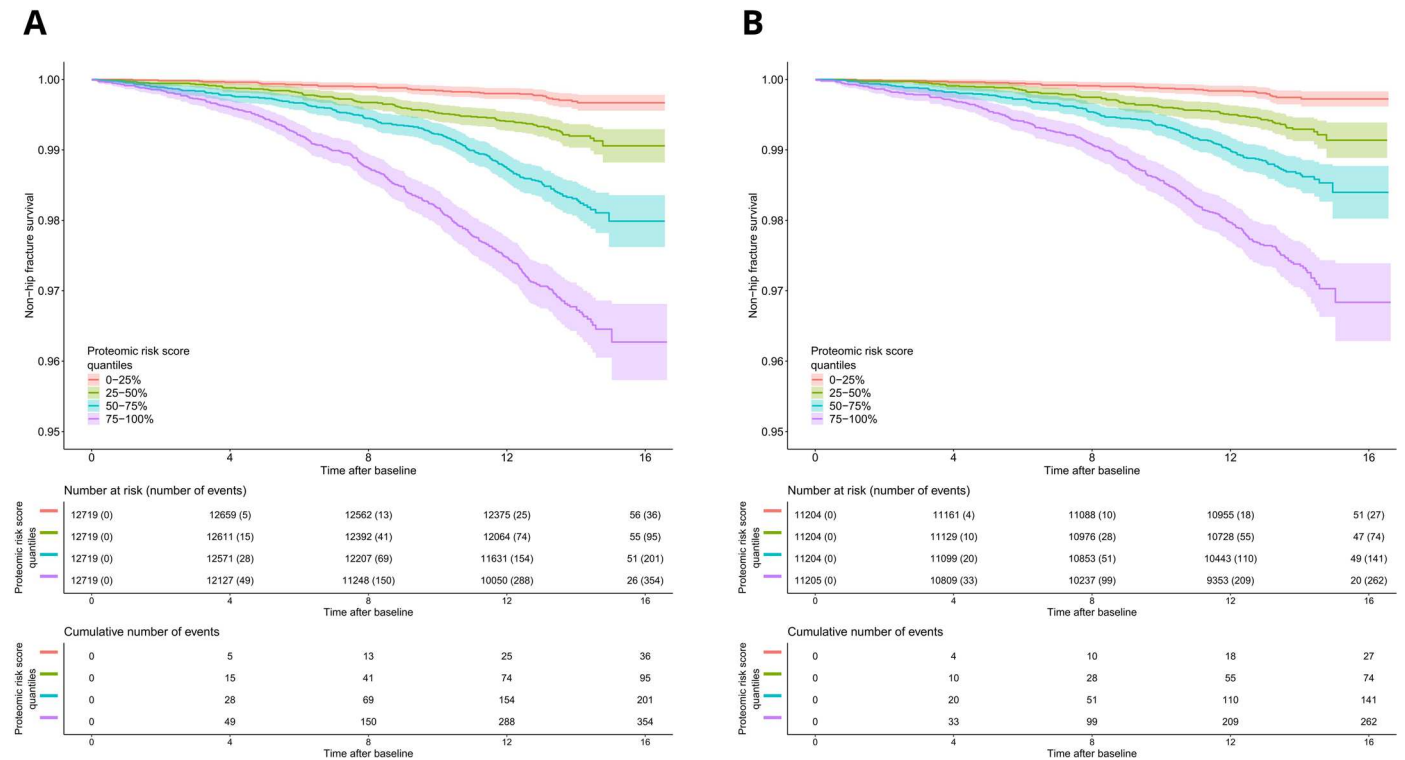 A
1.00
0.99
0.98
0.97
0.96
0.95
Non−hip fracture survival
Proteomic risk score
quantiles
0−25%
25−50%
50−75%
75−100%
0 4 8 12 16
Time after baseline
Number at risk (number of events)
Proteomic risk score
quantiles
12719 (0) 12659 (5) 12562 (13) 12375 (25) 56 (36)
12719 (0) 12611 (15) 12392 (41) 12064 (74) 55 (95)
12719 (0) 12571 (28) 12207 (69) 11631 (154) 51 (201)
12719 (0) 12127 (49) 11248 (150) 10050 (288) 26 (354)
0 4 8 12 16
Time after baseline
Cumulative number of events
Proteomic risk score
quantiles
0 5 13 25 36
0 15 41 74 95
0 28 69 154 201
0 49 150 288 354
0 4 8 12 16
Time after baseline
B
1.00
0.99
0.98
0.97
0.96
0.95
Non−hip fracture survival
Proteomic risk score
quantiles
0−25%
25−50%
50−75%
75−100%
0 4 8 12 16
Time after baseline
Number at risk (number of events)
Proteomic risk score
quantiles
11204 (0) 11161 (4) 11088 (10) 10955 (18) 51 (27)
11204 (0) 11129 (10) 10976 (28) 10728 (55) 47 (74)
11204 (0) 11099 (20) 10853 (51) 10443 (110) 49 (141)
11205 (0) 10809 (33) 10237 (99) 9353 (209) 20 (262)
0 4 8 12 16
Time after baseline
Cumulative number of events
Proteomic risk score
quantiles
0 4 10 18 27
0 10 28 55 74
0 20 51 110 141
0 33 99 209 262
0 4 8 12 16
Time after baseline